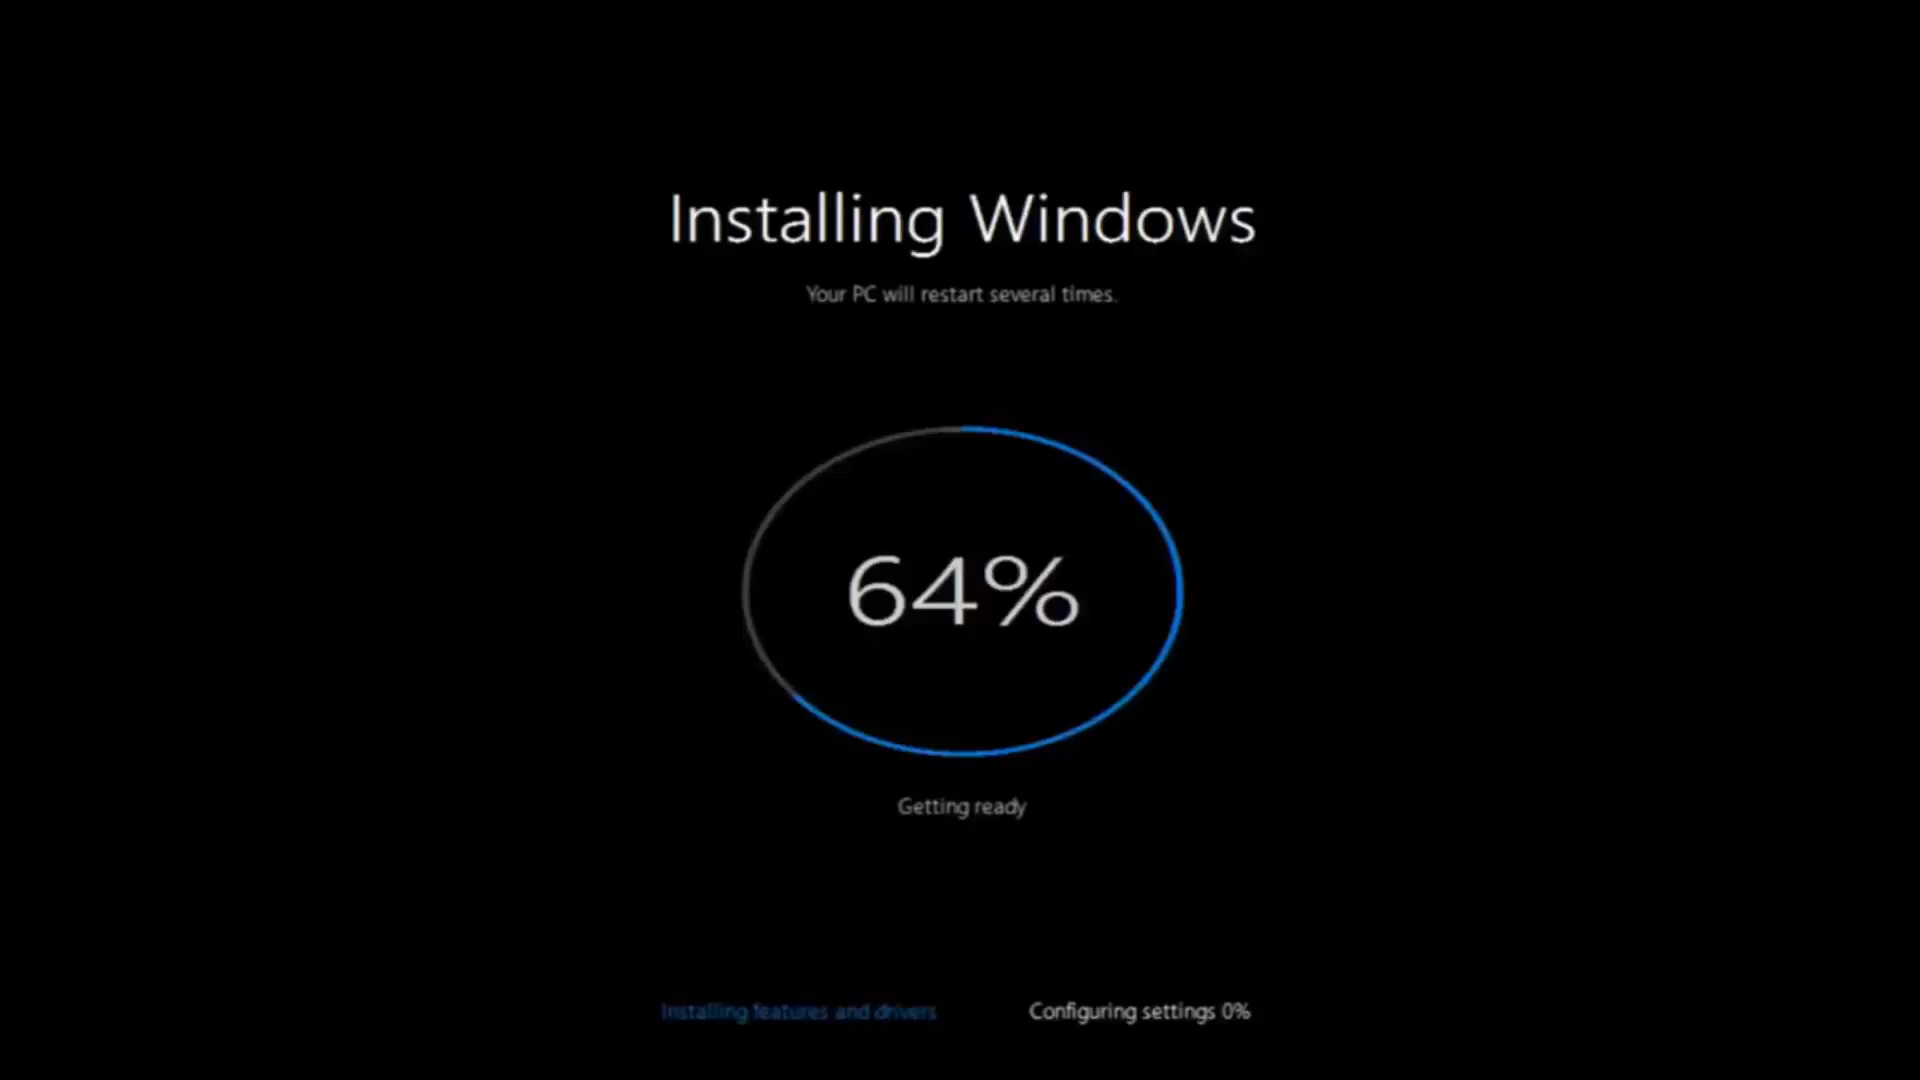 Installing Windows
Your PC will restart several times.
64%
Getting ready
Installing features and drivers
Configuring settings 0%